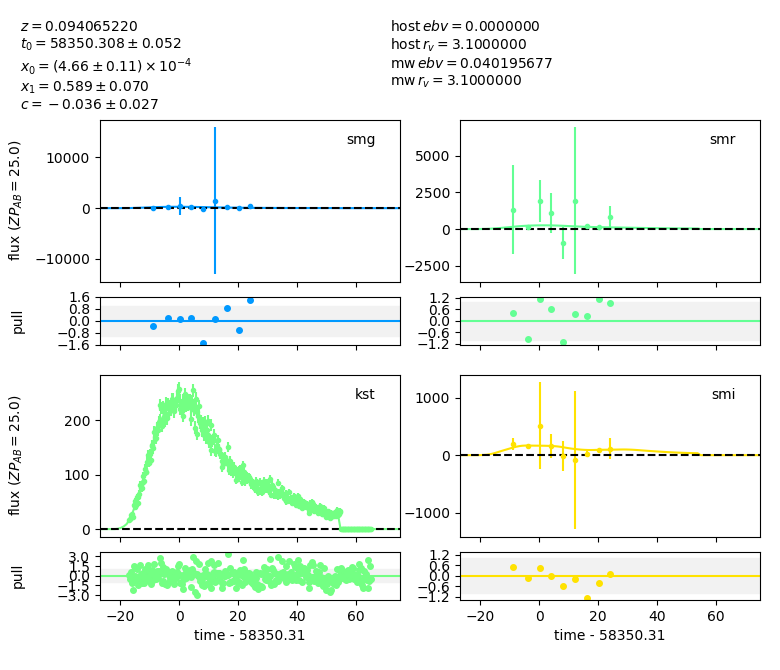 z = 0.094065220
t₀ = 58350.308 ± 0.052
x₀ = (4.66 ± 0.11) × 10⁻⁴
x₁ = 0.589 ± 0.070
c = −0.036 ± 0.027
host ebv = 0.0000000
host r_v = 3.1000000
mw ebv = 0.040195677
mw r_v = 3.1000000
flux (ZP_AB = 25.0)
10000
0
−10000
smg
5000
2500
0
−2500
smr
pull
1.6
0.8
0.0
−0.8
−1.6
1.2
0.6
0.0
−0.6
−1.2
flux (ZP_AB = 25.0)
200
100
0
kst
1000
0
−1000
smi
pull
3.0
1.5
0.0
−1.5
−3.0
−20 0 20 40 60
time - 58350.31
1.2
0.6
0.0
−0.6
−1.2
−20 0 20 40 60
time - 58350.31